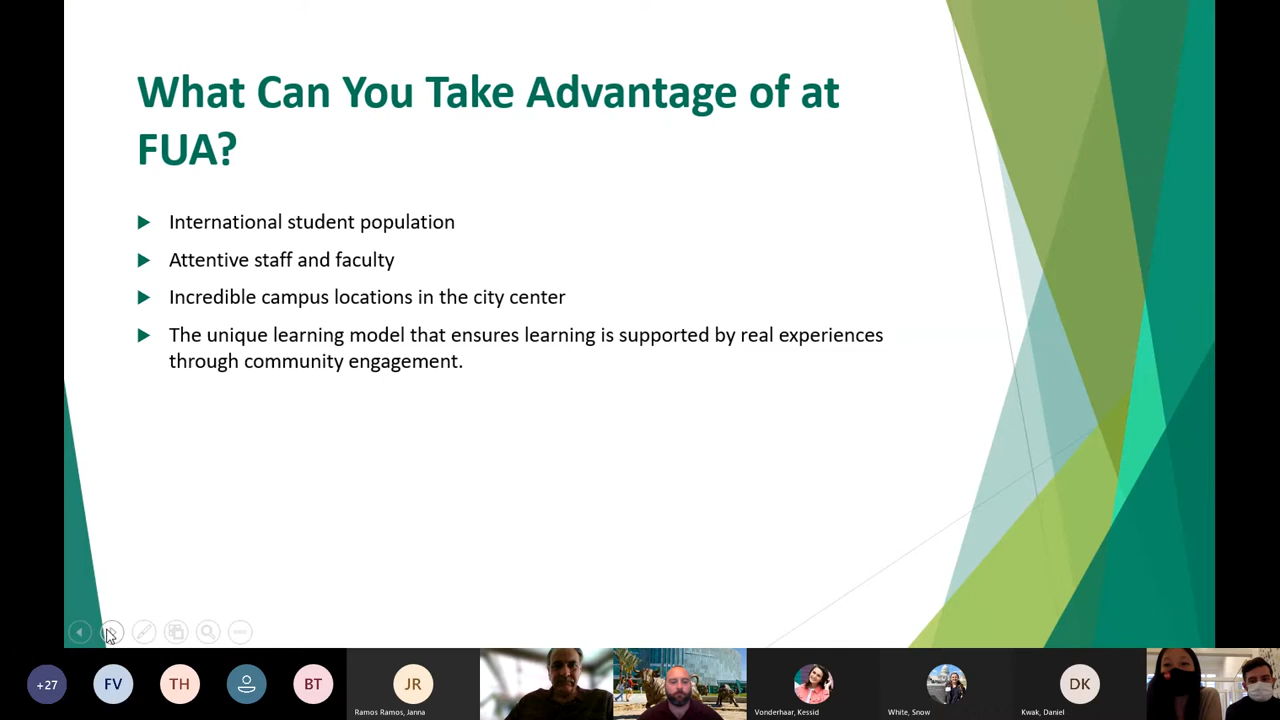 What Can You Take Advantage of at
FUA?
International student population
Attentive staff and faculty
Incredible campus locations in the city center
The unique learning model that ensures learning is supported by real experiences
through community engagement.
+27
FV
TH
BT
JR
Ramos Ramos, Janna
Vonderhaar, Kessid
White, Snow
DK
Kwak, Daniel